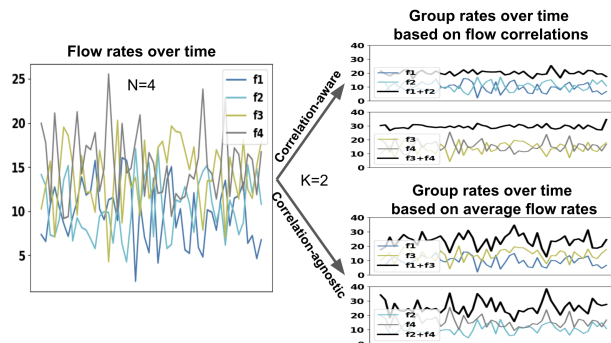 Flow rates over time
N=4
f1
f2
f3
f4
25
20
15
10
5
Correlation-aware
K=2
Correlation-agnostic
Group rates over time
based on flow correlations
40
30
20
10
0
f1
f2
f1+f2
40
30
20
10
0
f3
f4
f3+f4
Group rates over time
based on average flow rates
40
30
20
10
0
f1
f3
f1+f3
40
30
20
10
0
f2
f4
f2+f4